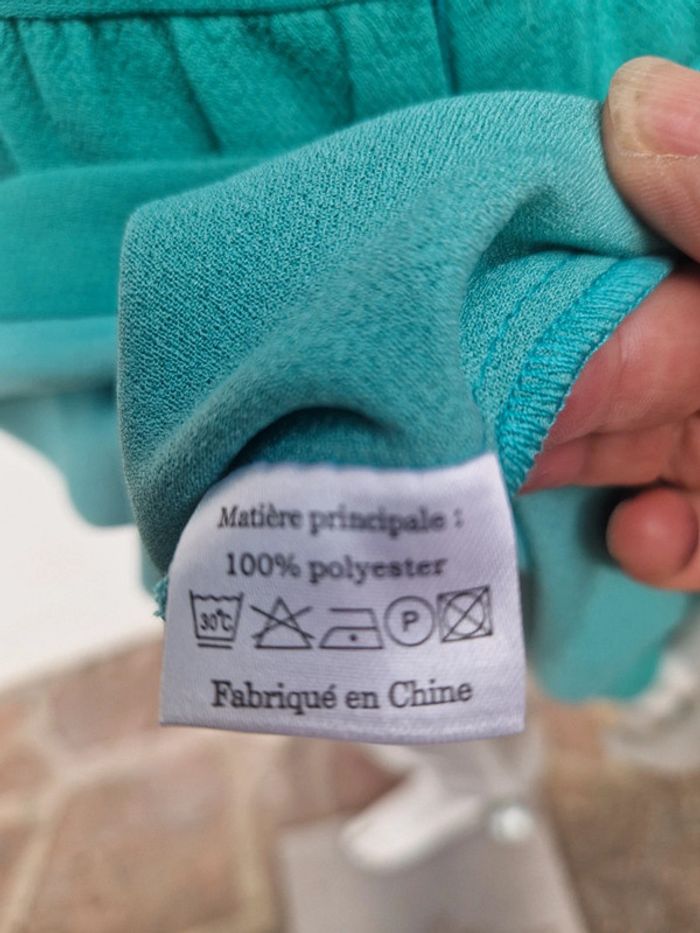 Matière principale :
100% polyester
30°C P
Fabriqué en Chine